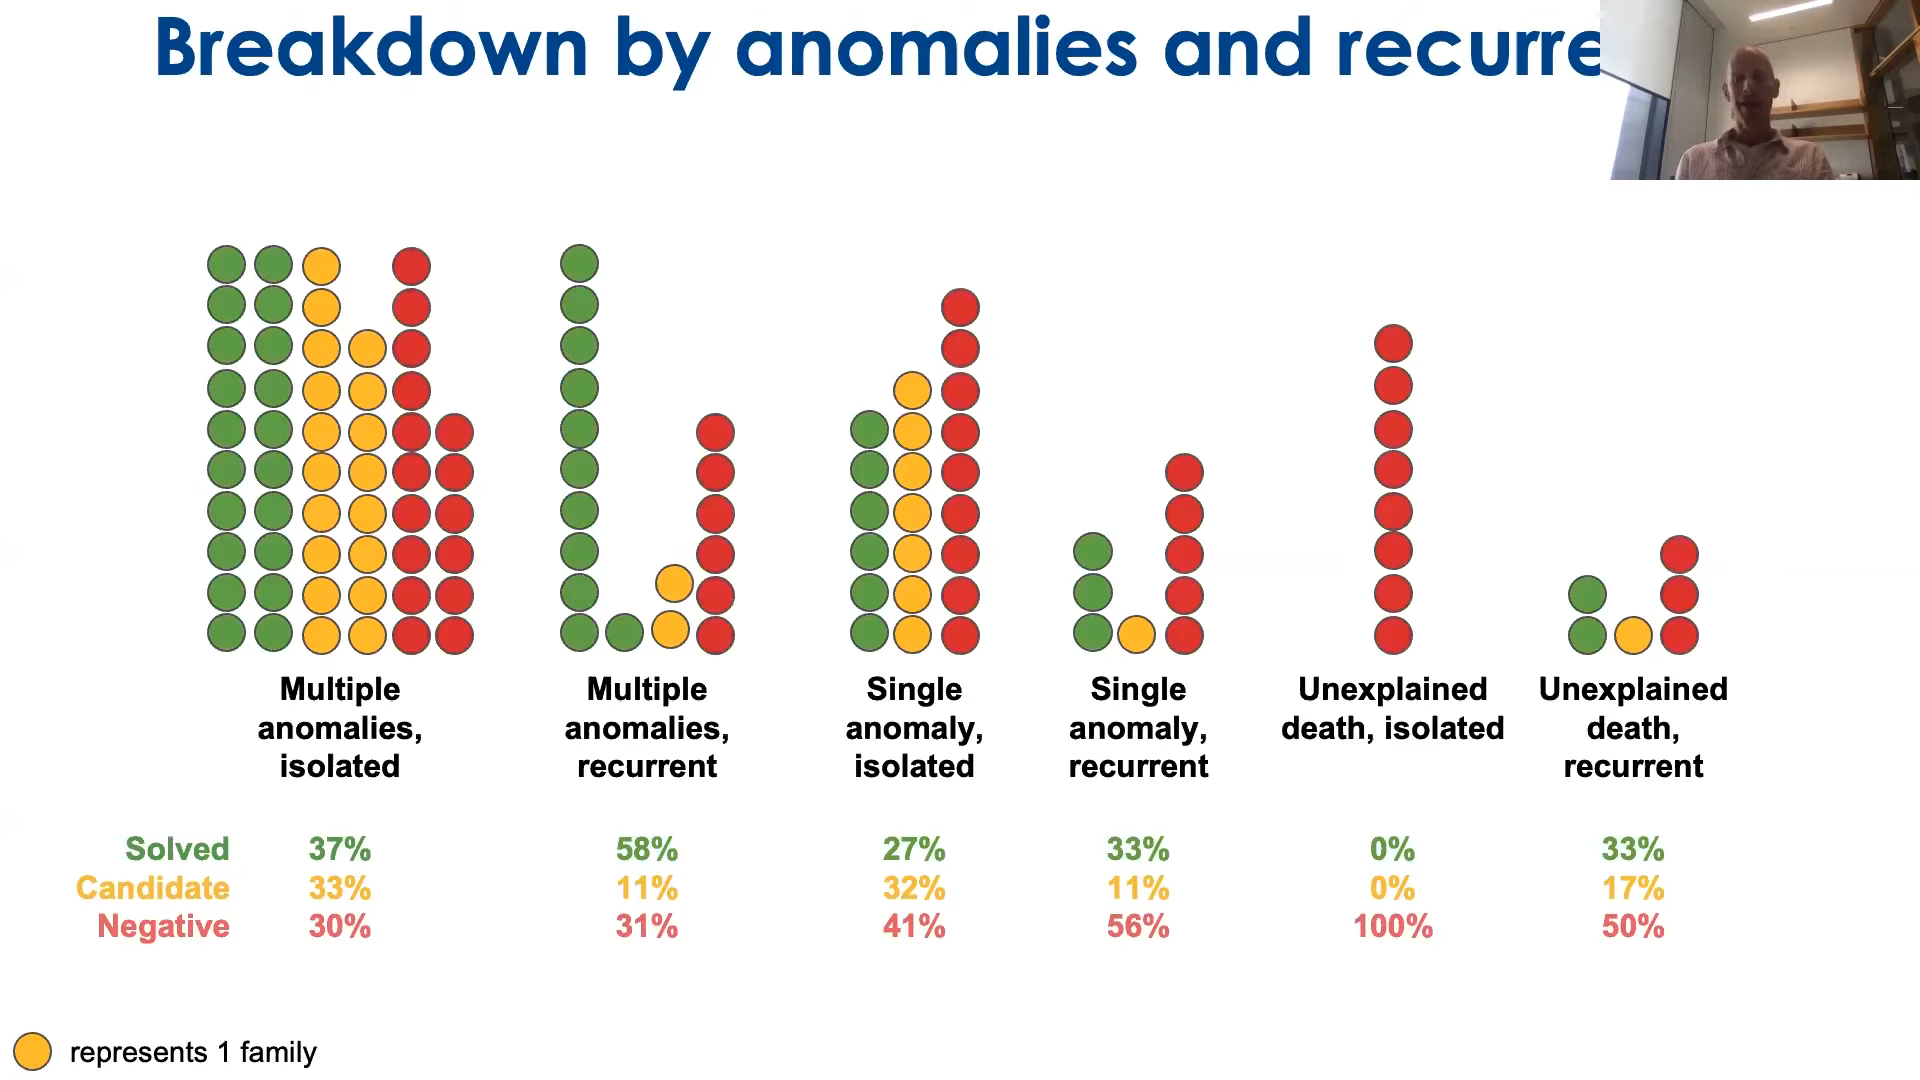 Breakdown by anomalies and recurre
Multiple anomalies, isolated
Multiple anomalies, recurrent
Single anomaly, isolated
Single anomaly, recurrent
Unexplained death, isolated
Unexplained death, recurrent
Solved 37% 58% 27% 33% 0% 33%
Candidate 33% 11% 32% 11% 0% 17%
Negative 30% 31% 41% 56% 100% 50%
represents 1 family